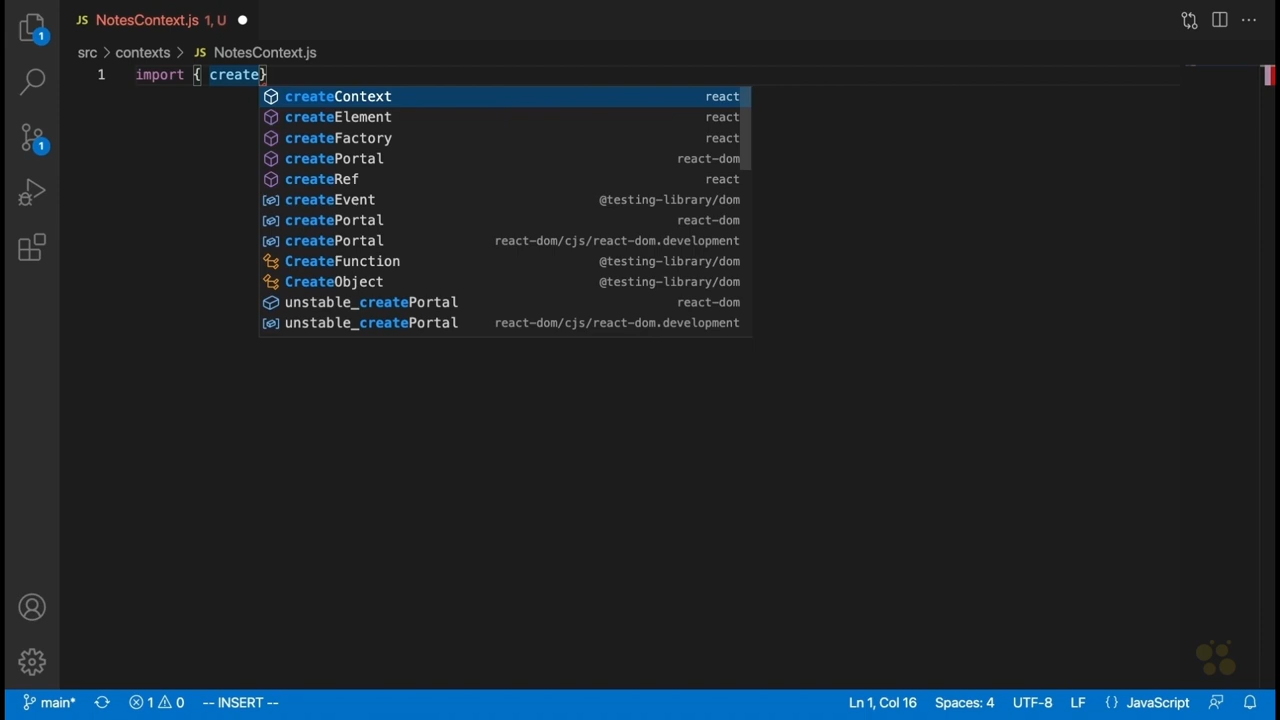 JS NotesContext.js 1, U
src > contexts > JS NotesContext.js
1 import { create}
createContext react
createElement react
createFactory react
createPortal react-dom
createRef react
createEvent @testing-library/dom
createPortal react-dom
createPortal react-dom/cjs/react-dom.development
CreateFunction @testing-library/dom
CreateObject @testing-library/dom
unstable_createPortal react-dom
unstable_createPortal react-dom/cjs/react-dom.development
1
1
main* 1 0 -- INSERT -- Ln 1, Col 16 Spaces: 4 UTF-8 LF {} JavaScript